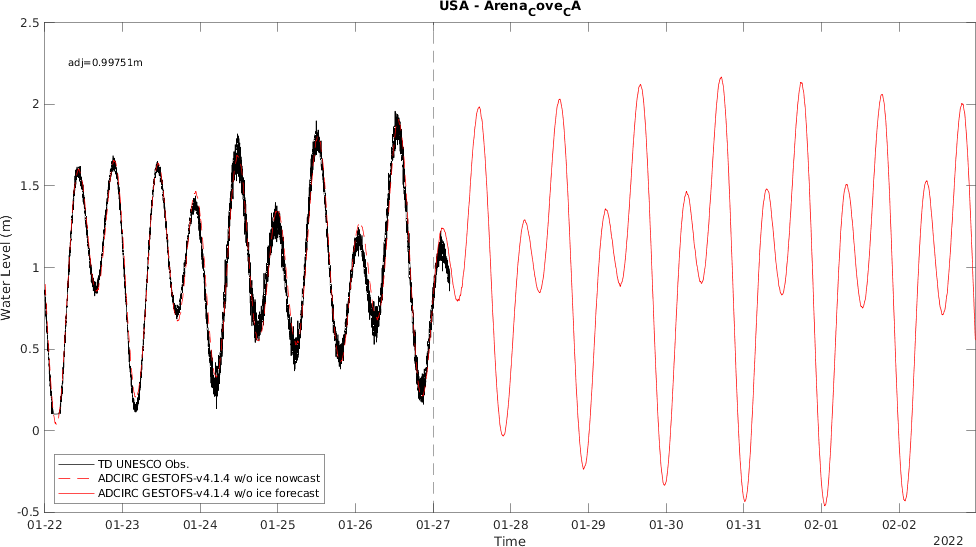 USA - ArenaCoveCA
2.5
adj=0.99751m
2
1.5
1
0.5
0
-0.5
Water Level (m)
TD UNESCO Obs.
ADCIRC GESTOFS-v4.1.4 w/o ice nowcast
ADCIRC GESTOFS-v4.1.4 w/o ice forecast
01-22 01-23 01-24 01-25 01-26 01-27 01-28 01-29 01-30 01-31 02-01 02-02
Time
2022